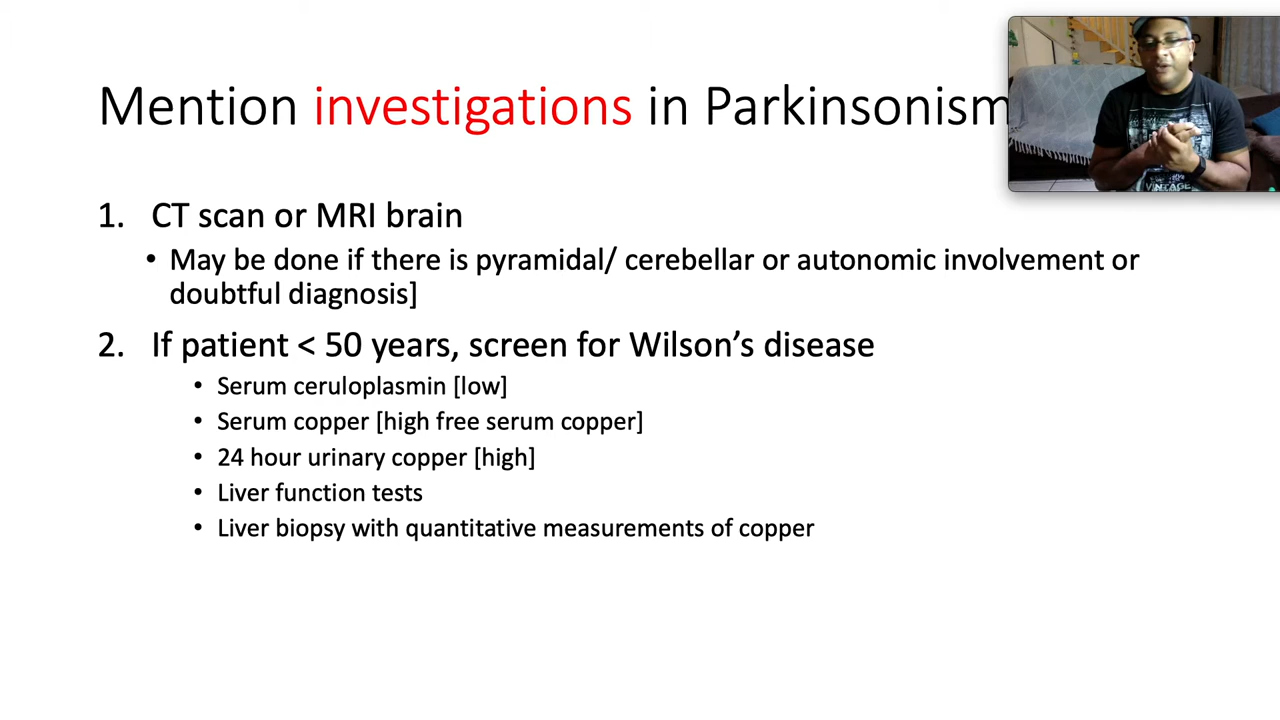 Mention investigations in Parkinsonism
1. CT scan or MRI brain
• May be done if there is pyramidal/ cerebellar or autonomic involvement or
doubtful diagnosis]
2. If patient < 50 years, screen for Wilson’s disease
• Serum ceruloplasmin [low]
• Serum copper [high free serum copper]
• 24 hour urinary copper [high]
• Liver function tests
• Liver biopsy with quantitative measurements of copper
VINTAGE